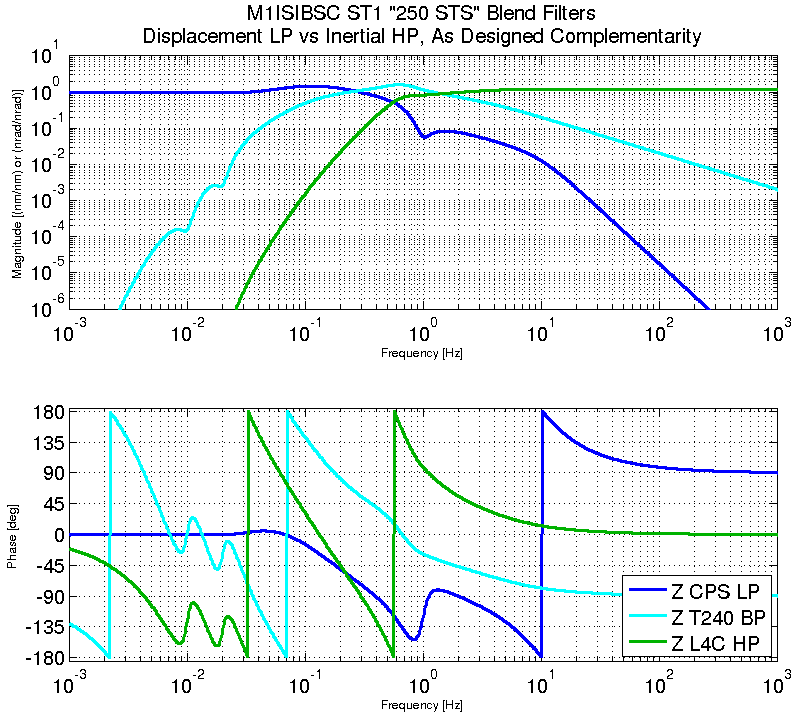 M1ISIBSC ST1 "250 STS" Blend Filters
Displacement LP vs Inertial HP, As Designed Complementarity
Magnitude [(nm/nm) or (nrad/nrad)]
10^1
10^0
10^-1
10^-2
10^-3
10^-4
10^-5
10^-6
10^-3 10^-2 10^-1 10^0 10^1 10^2 10^3
Frequency [Hz]
Phase [deg]
180
135
90
45
0
-45
-90
-135
-180
Z CPS LP
Z T240 BP
Z L4C HP
10^-3 10^-2 10^-1 10^0 10^1 10^2 10^3
Frequency [Hz]